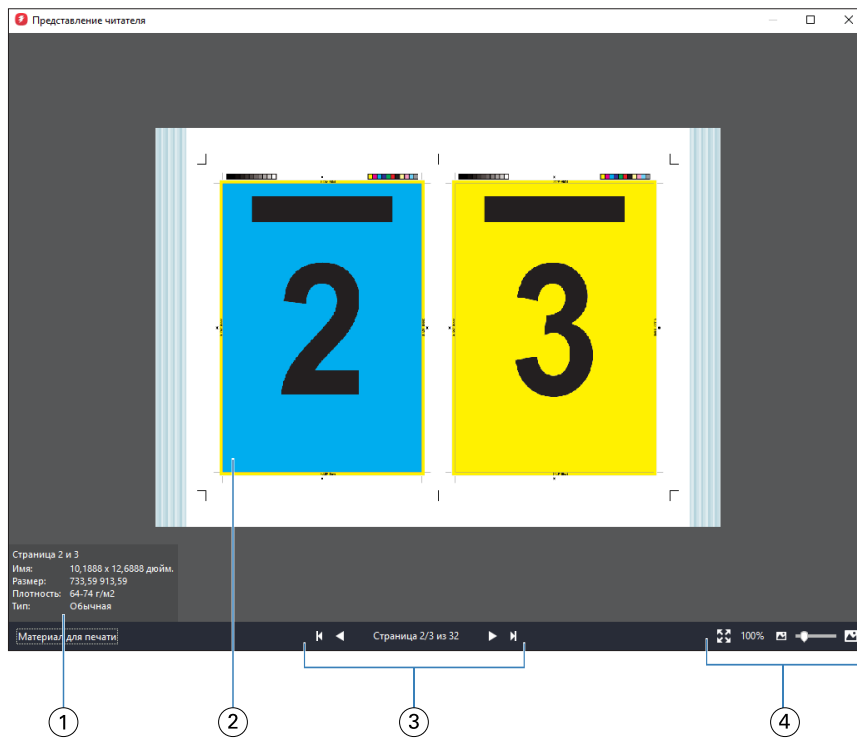 Представление читателя
2
3
Страница 2 и 3
Имя: 10,1888 x 12,6888 дюйм.
Размер: 733,59 913,59
Плотность: 64-74 г/м2
Тип: Обычная
Материал для печати
Страница 2/3 из 32
100%
1
2
3
4